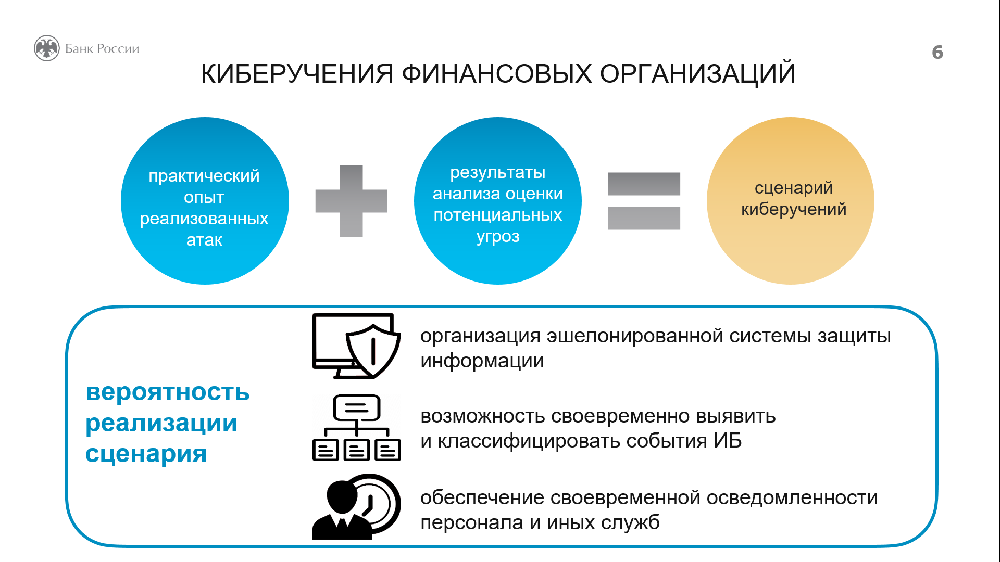 Банк России
6
КИБЕРУЧЕНИЯ ФИНАНСОВЫХ ОРГАНИЗАЦИЙ
практический
опыт
реализованных
атак
результаты
анализа оценки
потенциальных
угроз
сценарий
киберучений
вероятность
реализации
сценария
организация эшелонированной системы защиты
информации
возможность своевременно выявить
и классифицировать события ИБ
обеспечение своевременной осведомленности
персонала и иных служб